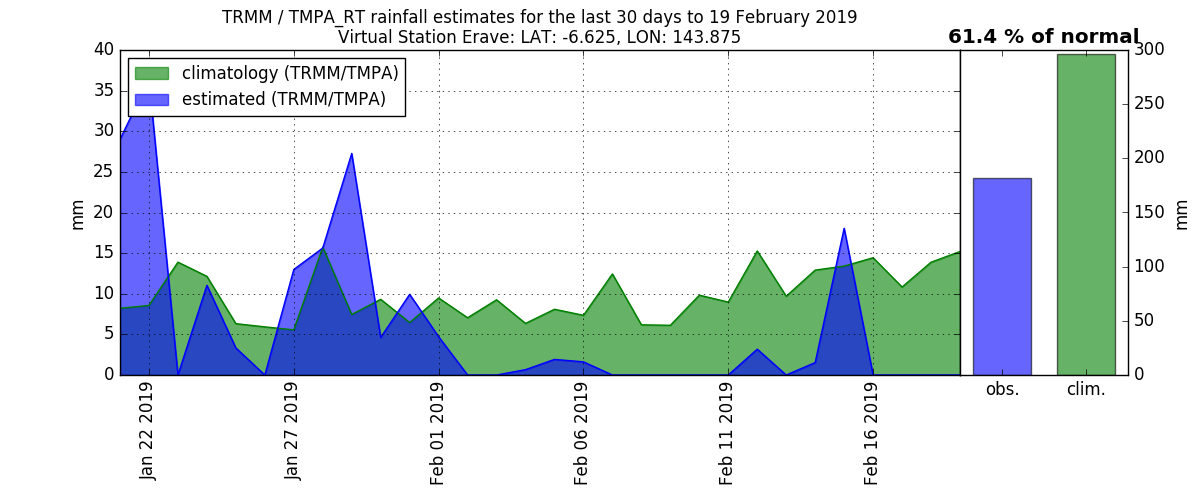 TRMM / TMPA_RT rainfall estimates for the last 30 days to 19 February 2019
Virtual Station Erave: LAT: -6.625, LON: 143.875
61.4 % of normal
climatology (TRMM/TMPA)
estimated (TRMM/TMPA)
mm
40
35
30
25
20
15
10
5
0
Jan 22 2019
Jan 27 2019
Feb 01 2019
Feb 06 2019
Feb 11 2019
Feb 16 2019
obs.
clim.
300
250
200
150
100
50
0
mm